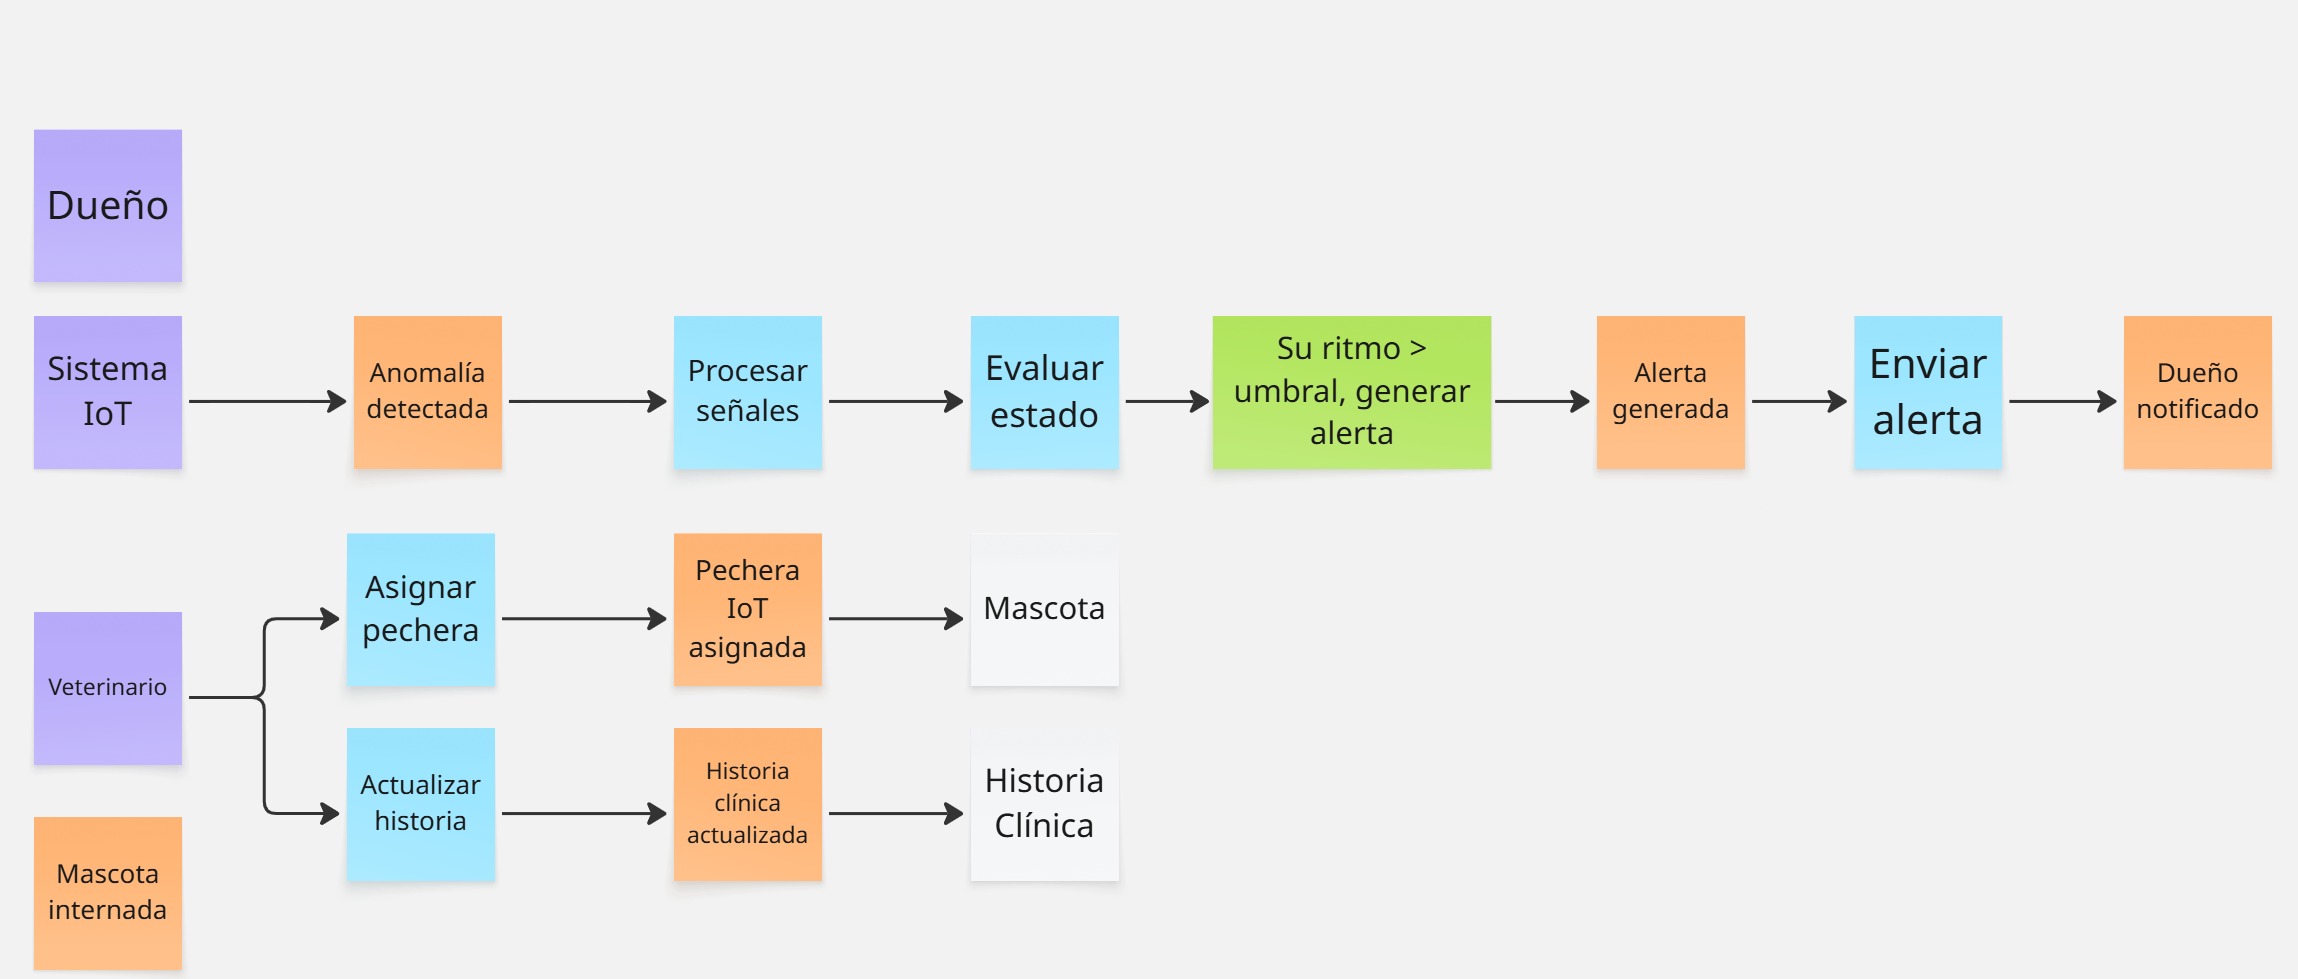 Dueño
Sistema
IoT
Anomalía
detectada
Procesar
señales
Evaluar
estado
Su ritmo >
umbral, generar
alerta
Alerta
generada
Enviar
alerta
Dueño
notificado
Veterinario
Asignar
pechera
Pechera
IoT
asignada
Mascota
Actualizar
historia
Historia
clínica
actualizada
Historia
Clínica
Mascota
internada